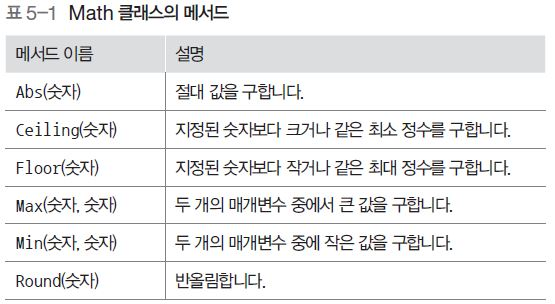 표 5-1 Math 클래스의 메서드
메서드 이름 설명
Abs(숫자) 절대 값을 구합니다.
Ceiling(숫자) 지정된 숫자보다 크거나 같은 최소 정수를 구합니다.
Floor(숫자) 지정된 숫자보다 작거나 같은 최대 정수를 구합니다.
Max(숫자, 숫자) 두 개의 매개변수 중에서 큰 값을 구합니다.
Min(숫자, 숫자) 두 개의 매개변수 중에 작은 값을 구합니다.
Round(숫자) 반올림합니다.